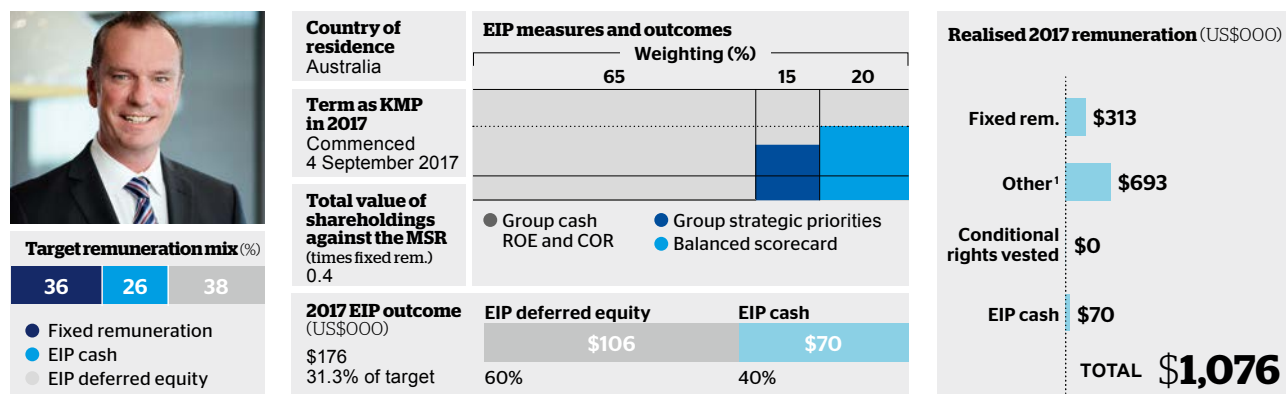 Target remuneration mix (%)
36 26 38
Fixed remuneration
EIP cash
EIP deferred equity
Country of
residence
Australia
Term as KMP
in 2017
Commenced
4 September 2017
Total value of
shareholdings
against the MSR
(times fixed rem.)
0.4
EIP measures and outcomes
Weighting (%)
65 15 20
Group cash
ROE and COR
Group strategic priorities
Balanced scorecard
2017 EIP outcome
(US$000)
$176
31.3% of target
EIP deferred equity EIP cash
$106 $70
60% 40%
Realised 2017 remuneration (US$000)
Fixed rem. $313
Other¹ $693
Conditional
rights vested $0
EIP cash $70
TOTAL $1,076